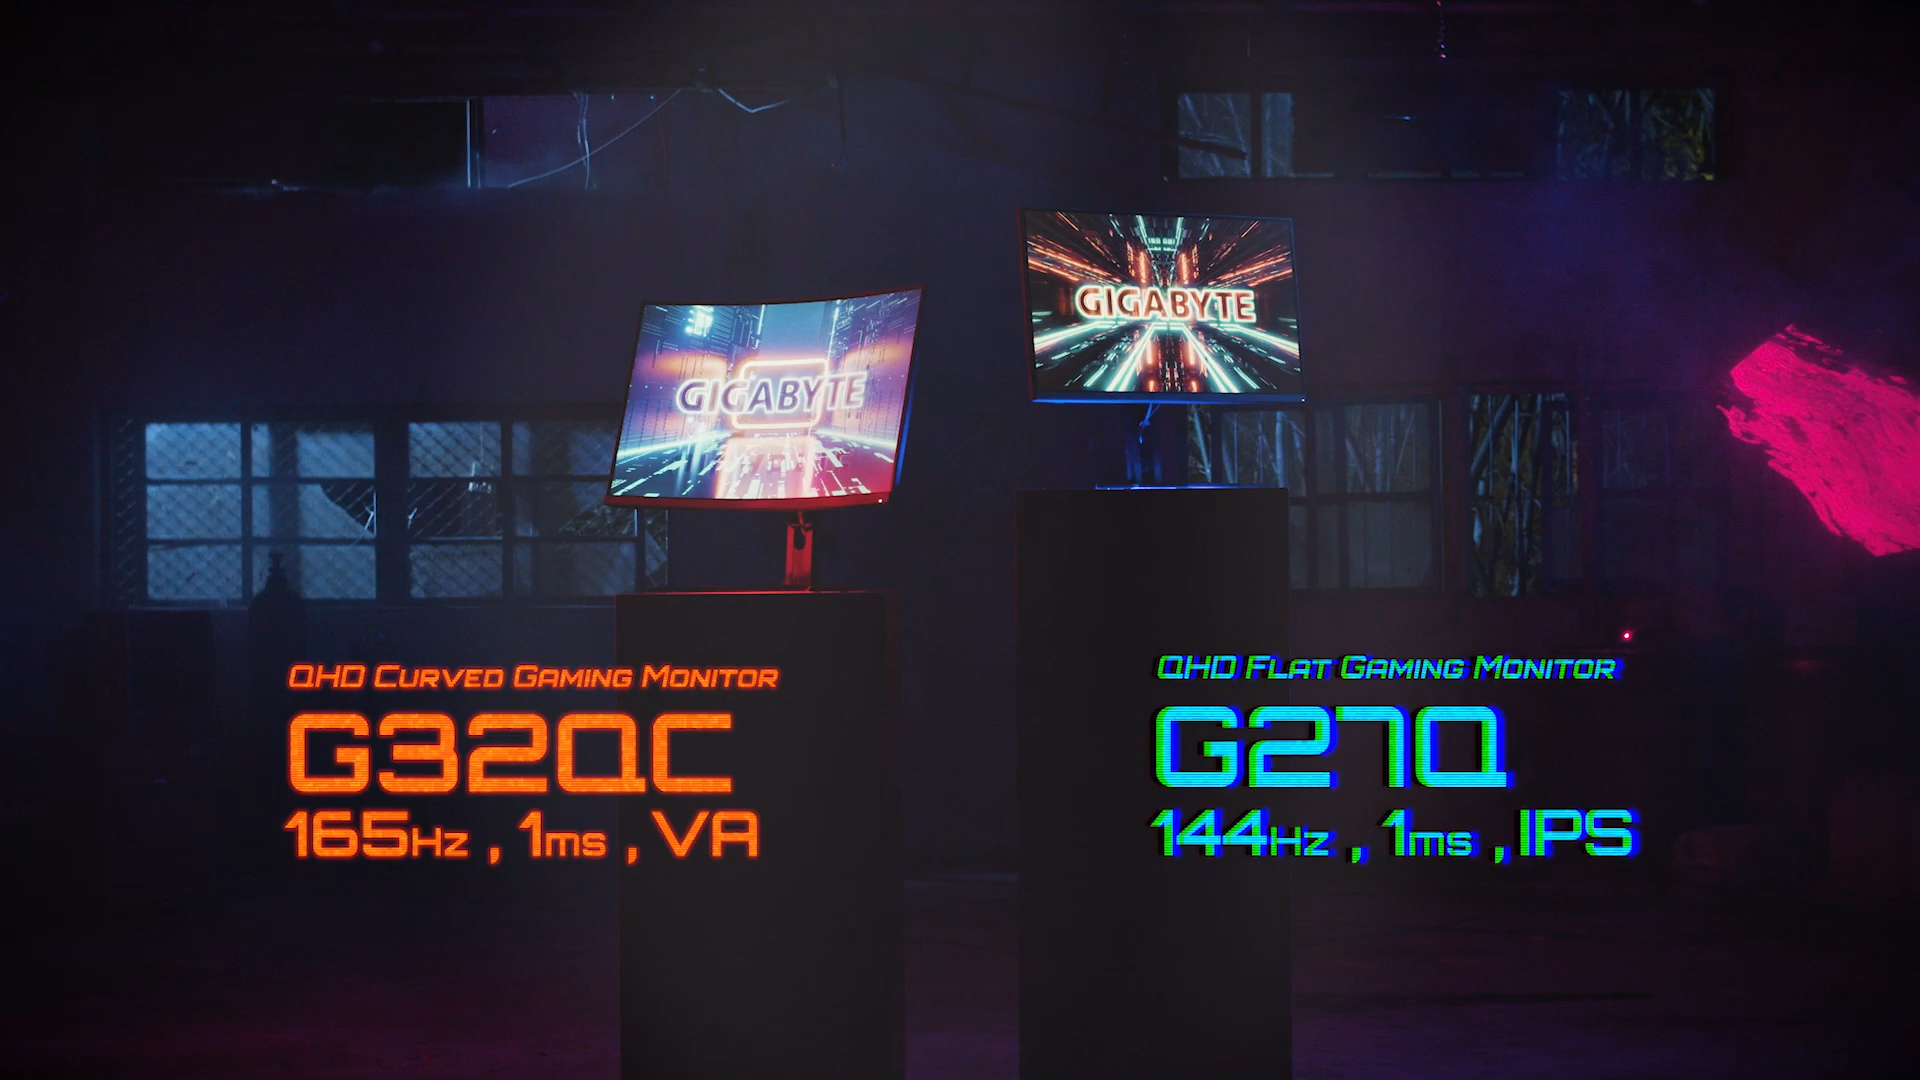 GIGABYTE
GIGABYTE
QHD CURVED GAMING MONITOR
G32QC
165Hz , 1ms , VA
QHD FLAT GAMING MONITOR
G27Q
144Hz , 1ms , IPS